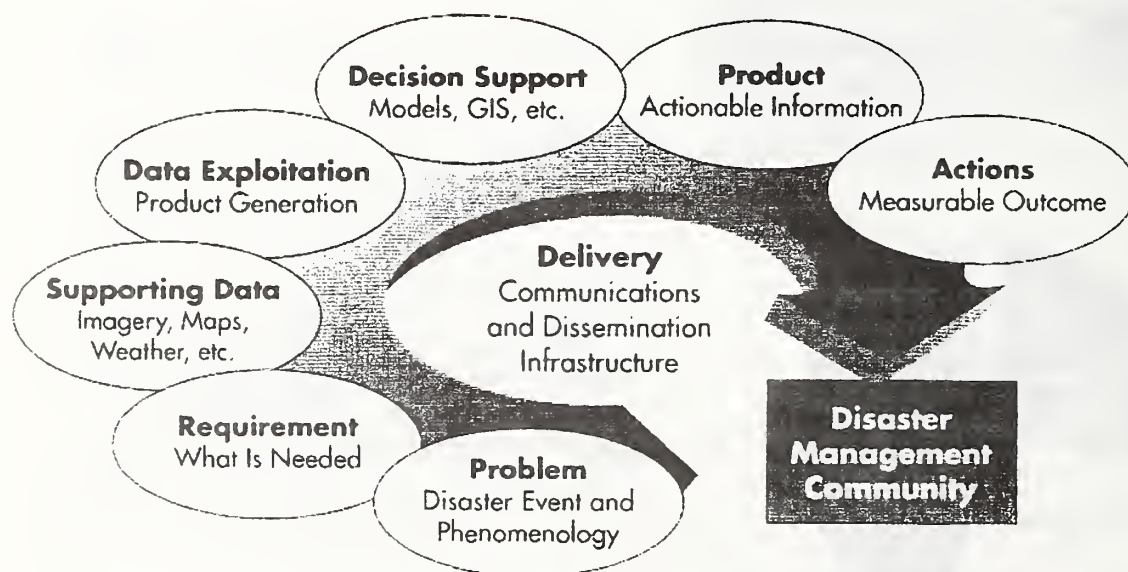 Decision Support
Models, GIS, etc.
Product
Actionable Information
Data Exploitation
Product Generation
Actions
Measurable Outcome
Supporting Data
Imagery, Maps,
Weather, etc.
Delivery
Communications
and Dissemination
Infrastructure
Requirement
What Is Needed
Problem
Disaster Event and
Phenomenology
Disaster
Management
Community